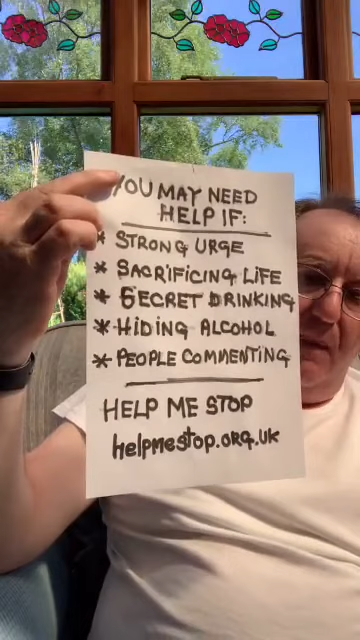 YOU MAY NEED
HELP IF:
* STRONG URGE
* SACRIFICING LIFE
* SECRET DRINKING
* HIDING ALCOHOL
* PEOPLE COMMENTING
HELP ME STOP
helpmestop.org.uk